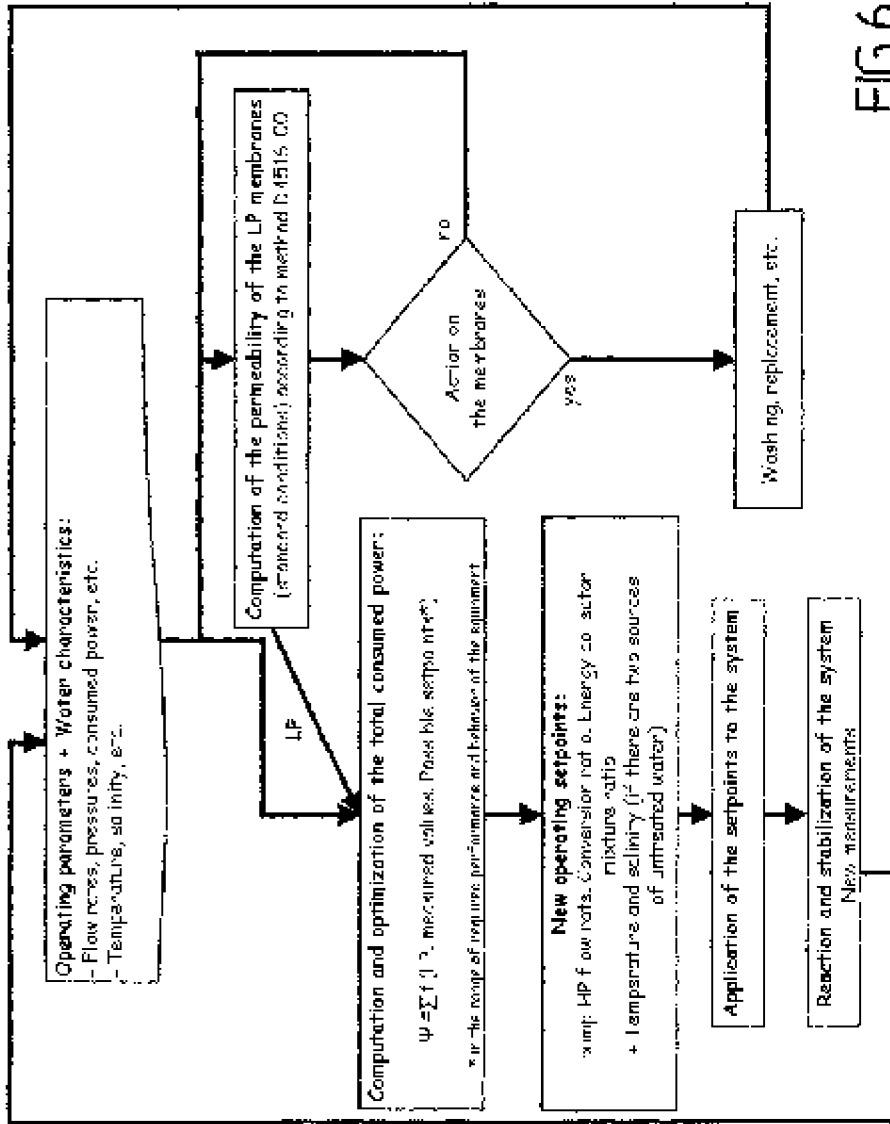 Operating parameters + Water characteristics:
- Flow rates, pressures, consumed power, etc.
- Temperature, salinity, etc.
Computation of the permeability of the LP membranes
(standard conditions) according to method D4516 00
LP
Action on
the membranes
no
yes
Washing, replacement, etc.
Computation and optimization of the total consumed power:
Ψ = Σ f (LP, measured values, Possible setpoints*)
* in the range of required performance and behavior of the equipment
New operating setpoints:
pump HP flow rate, Conversion ratio, Energy collector
mixture ratio
+ Temperature and salinity (if there are two sources
of untreated water)
Application of the setpoints to the system
Reaction and stabilization of the system
New measurements
FIG.6